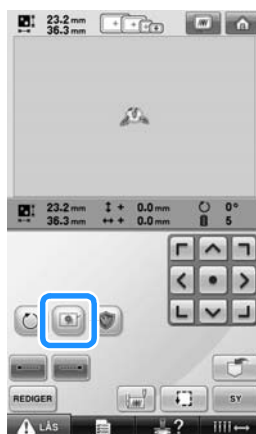 23.2 mm
36.3 mm
23.2 mm + 0.0 mm 0°
36.3 mm + 0.0 mm 5
REDIGER SY
LÅS ?